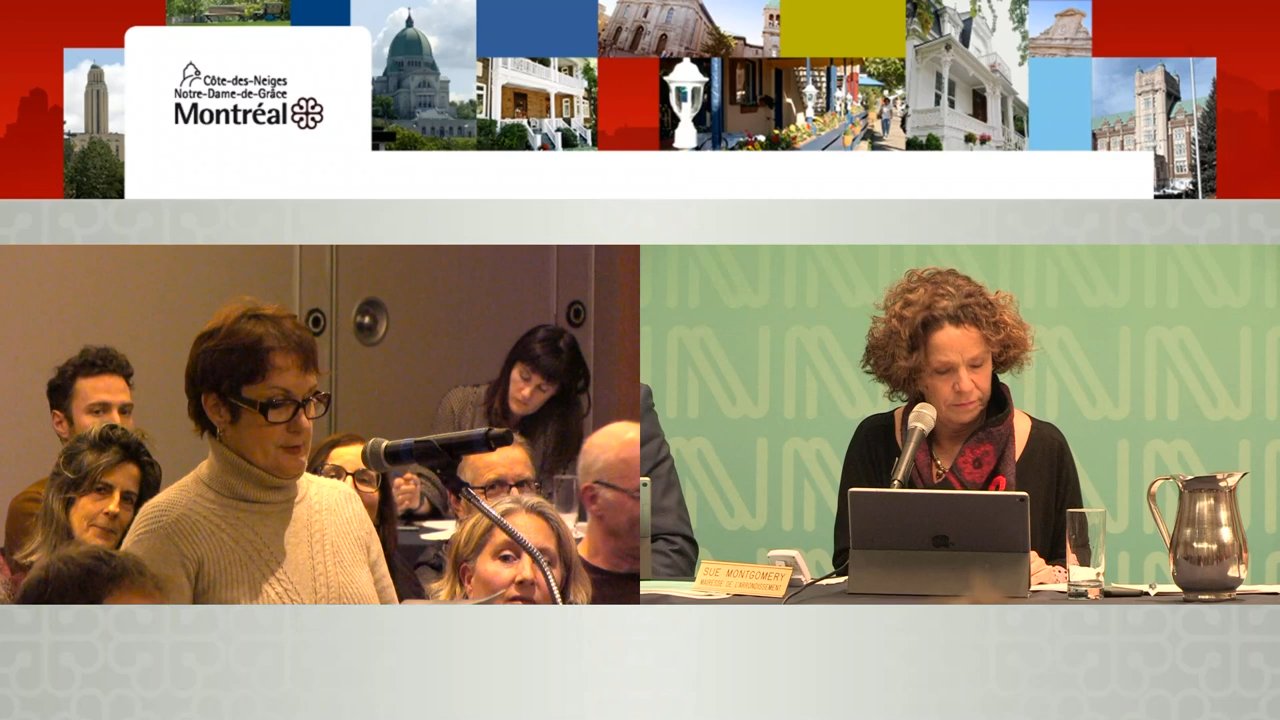 Côte-des-Neiges
Notre-Dame-de-Grâce
Montréal
SUE MONTGOMERY
MAIRESSE DE L'ARRONDISSEMENT